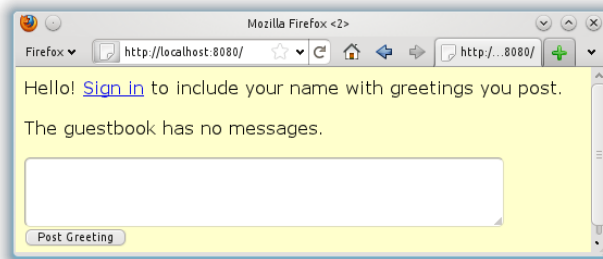 Mozilla Firefox <2>
Firefox http://localhost:8080/ http:/...8080/
Hello! Sign in to include your name with greetings you post.
The guestbook has no messages.
Post Greeting